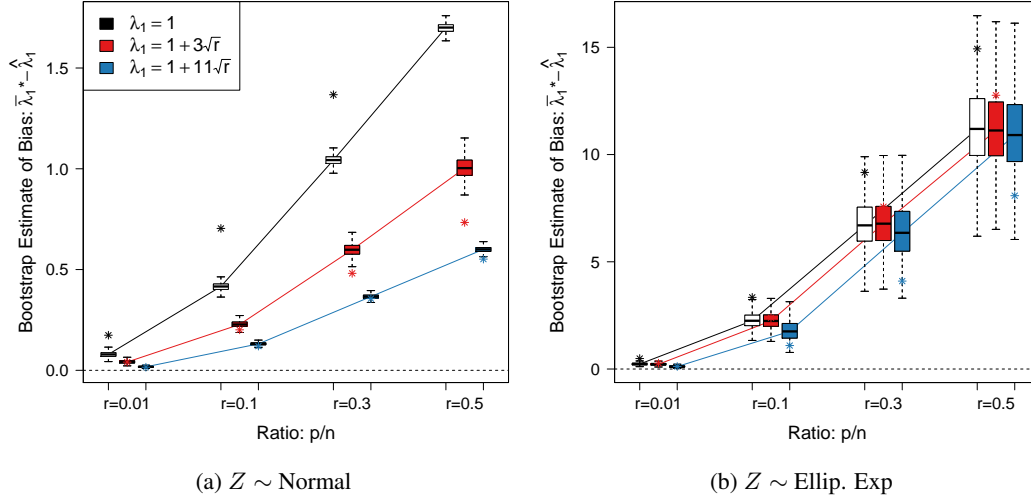 λ₁ = 1
λ₁ = 1 + 3√r
λ₁ = 1 + 11√r
Bootstrap Estimate of Bias: λ̄₁* − λ̂₁
0.0
0.5
1.0
1.5
r=0.01
r=0.1
r=0.3
r=0.5
Ratio: p/n
(a) Z ∼ Normal
Bootstrap Estimate of Bias: λ̄₁* − λ̂₁
0
5
10
15
r=0.01
r=0.1
r=0.3
r=0.5
Ratio: p/n
(b) Z ∼ Ellip. Exp